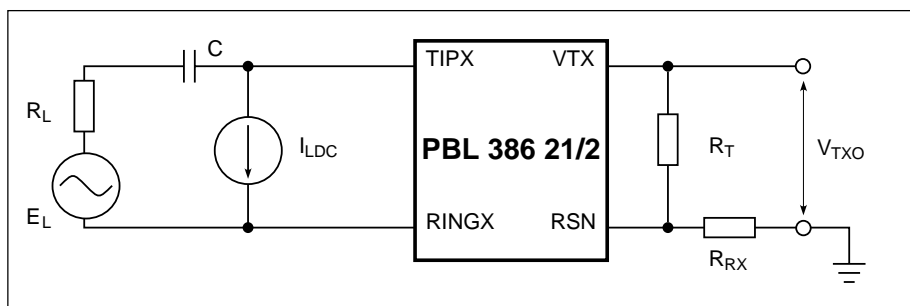 C
TIPX
VTX
R_L
I_LDC
PBL 386 21/2
R_T
V_TXO
E_L
RINGX
RSN
R_RX